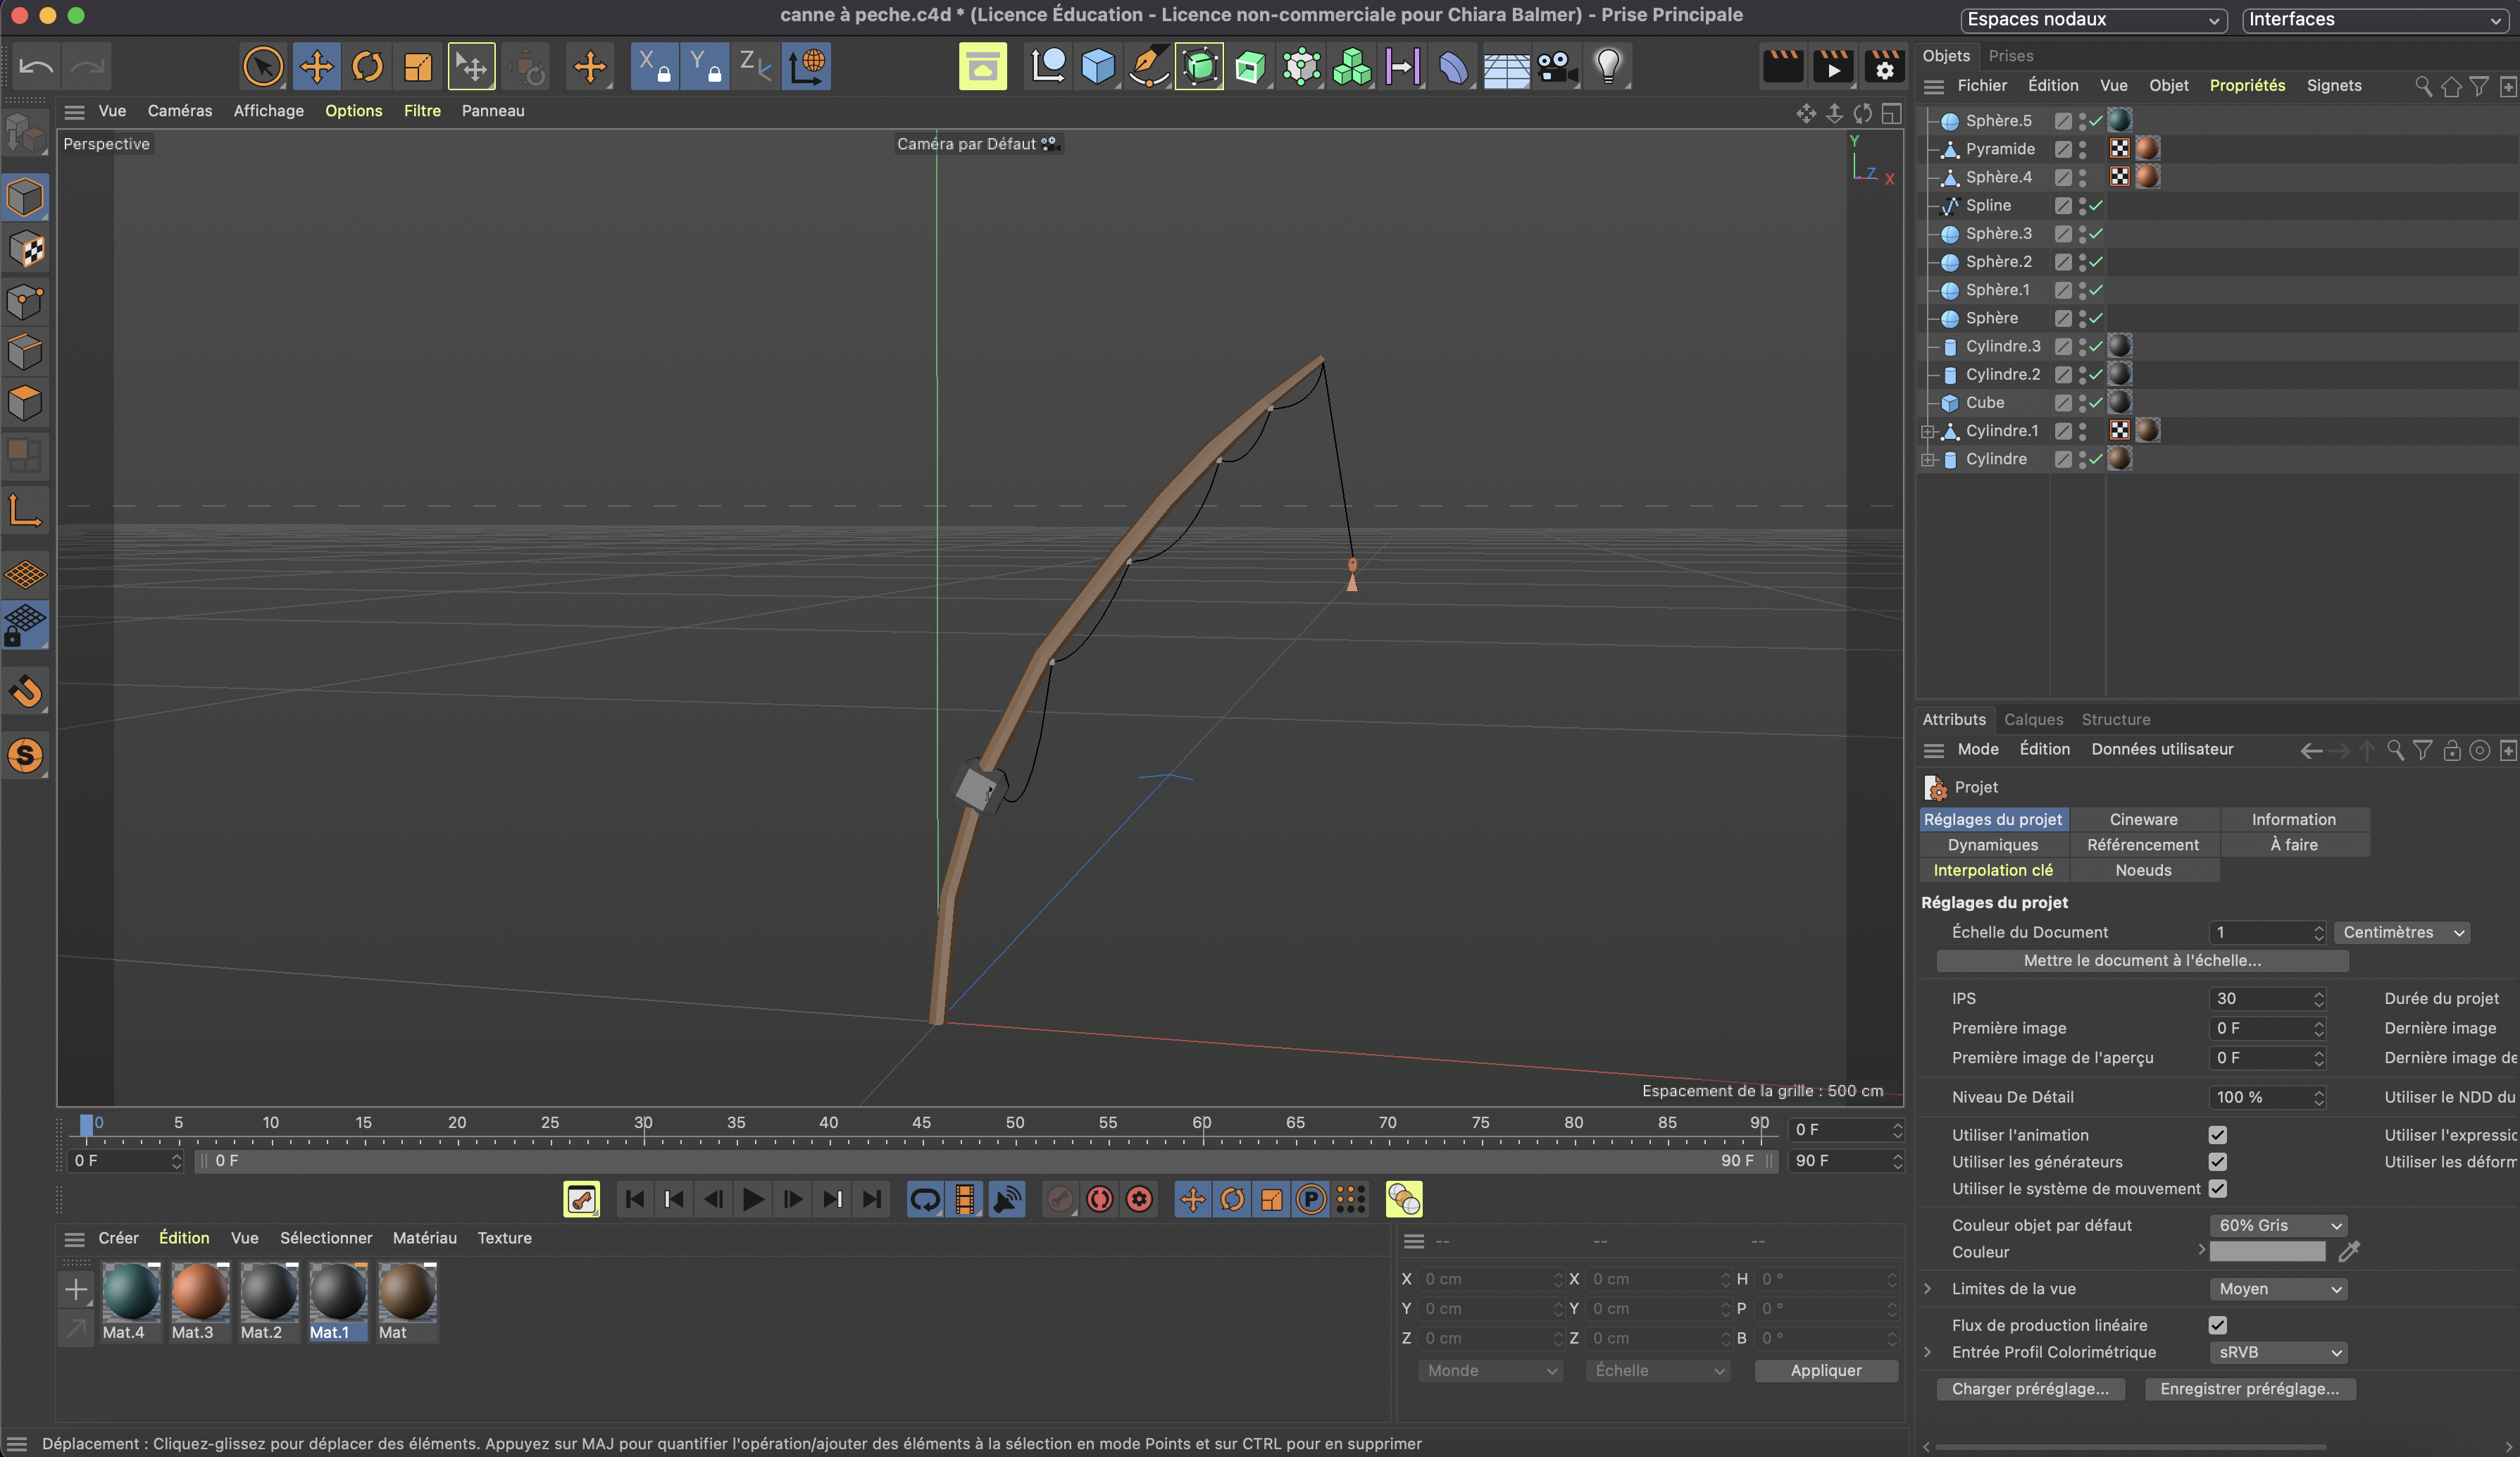 canne à peche.c4d * (Licence Éducation - Licence non-commerciale pour Chiara Balmer) - Prise Principale
Espaces nodaux
Interfaces
X Y Z
Objets Prises
Fichier Édition Vue Objet Propriétés Signets
Vue Caméras Affichage Options Filtre Panneau
Perspective
Caméra par Défaut
Y
Z X
Sphère.5
Pyramide
Sphère.4
Spline
Sphère.3
Sphère.2
Sphère.1
Sphère
Cylindre.3
Cylindre.2
Cube
Cylindre.1
Cylindre
Espacement de la grille : 500 cm
Attributs Calques Structure
Mode Édition Données utilisateur
Projet
Réglages du projet Cineware Information
Dynamiques Référencement À faire
Interpolation clé Noeuds
Réglages du projet
Échelle du Document 1 Centimètres
Mettre le document à l'échelle...
IPS 30 Durée du projet
Première image 0 F Dernière image
Première image de l'aperçu 0 F Dernière image de
Niveau De Détail 100 % Utiliser le NDD du
Utiliser l'animation Utiliser l'expressic
Utiliser les générateurs Utiliser les déform
Utiliser le système de mouvement
Couleur objet par défaut 60% Gris
Couleur
Limites de la vue Moyen
Flux de production linéaire
Entrée Profil Colorimétrique sRVB
Charger préréglage... Enregistrer préréglage...
0 5 10 15 20 25 30 35 40 45 50 55 60 65 70 75 80 85 90
0 F
0 F 0 F 90 F 90 F
P
S
Créer Édition Vue Sélectionner Matériau Texture
Mat.4 Mat.3 Mat.2 Mat.1 Mat
-- -- --
X 0 cm X 0 cm H 0 °
Y 0 cm Y 0 cm P 0 °
Z 0 cm Z 0 cm B 0 °
Monde Échelle Appliquer
Déplacement : Cliquez-glissez pour déplacer des éléments. Appuyez sur MAJ pour quantifier l'opération/ajouter des éléments à la sélection en mode Points et sur CTRL pour en supprimer